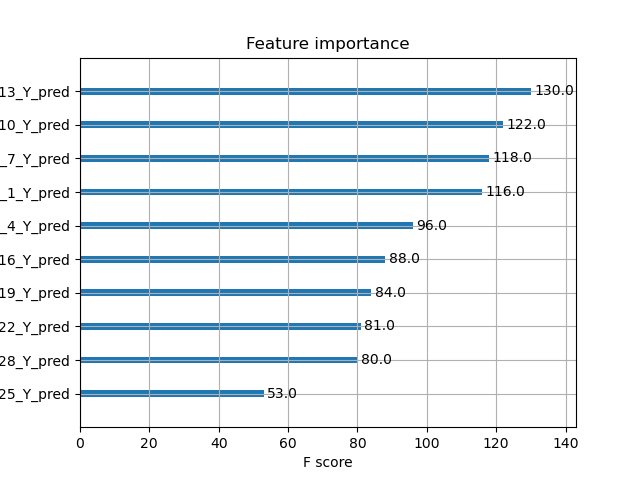 Feature importance
13_Y_pred 130.0
10_Y_pred 122.0
_7_Y_pred 118.0
_1_Y_pred 116.0
_4_Y_pred 96.0
16_Y_pred 88.0
19_Y_pred 84.0
22_Y_pred 81.0
28_Y_pred 80.0
25_Y_pred 53.0
0 20 40 60 80 100 120 140
F score